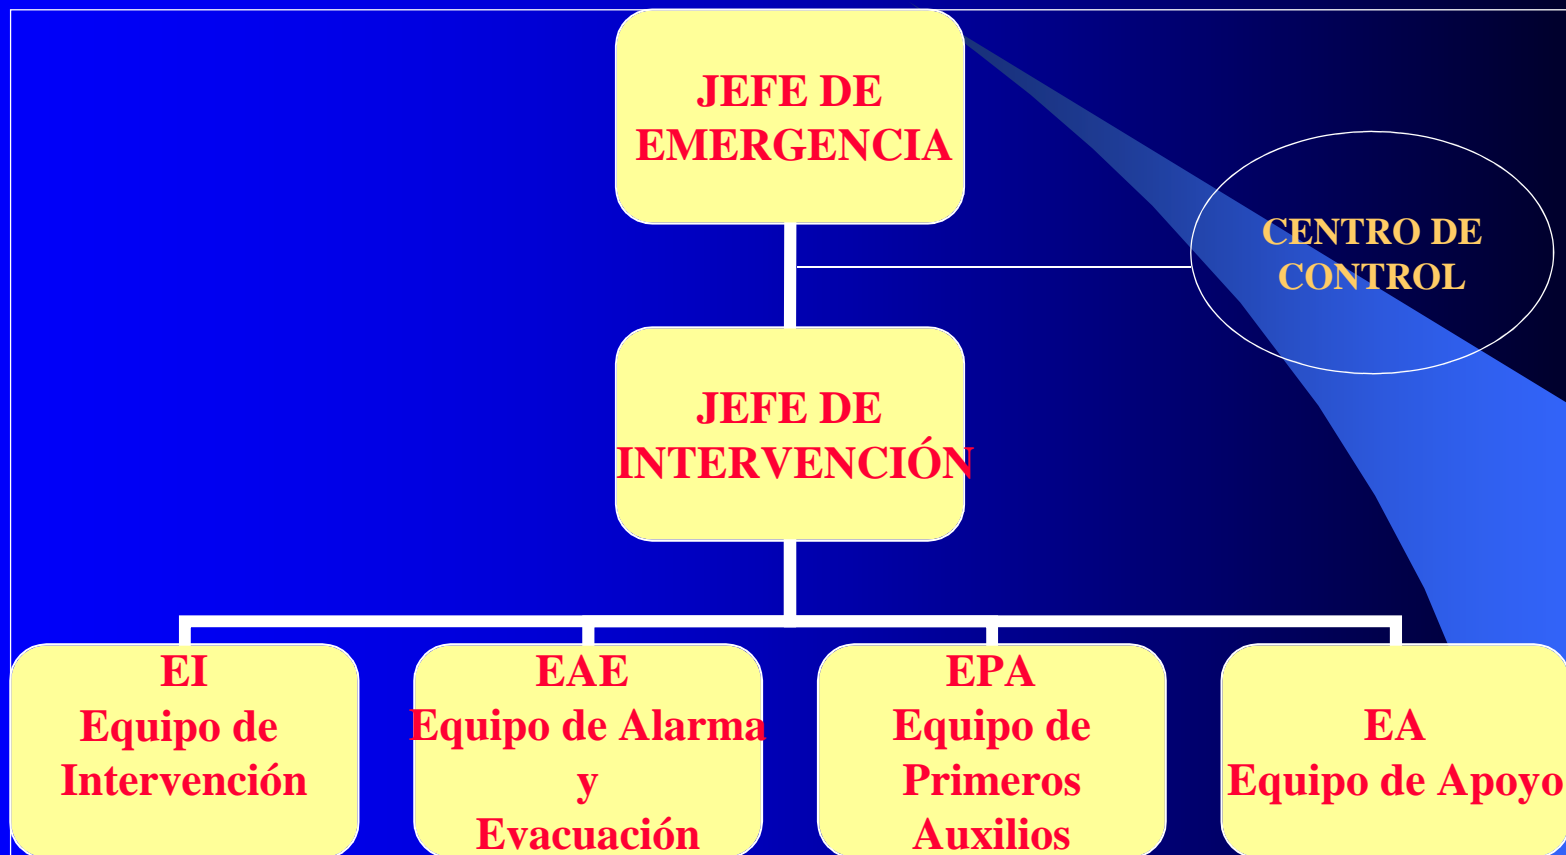 JEFE DE
EMERGENCIA
CENTRO DE
CONTROL
JEFE DE
INTERVENCIÓN
EI
Equipo de
Intervención
EAE
Equipo de Alarma
y
Evacuación
EPA
Equipo de
Primeros
Auxilios
EA
Equipo de Apoyo